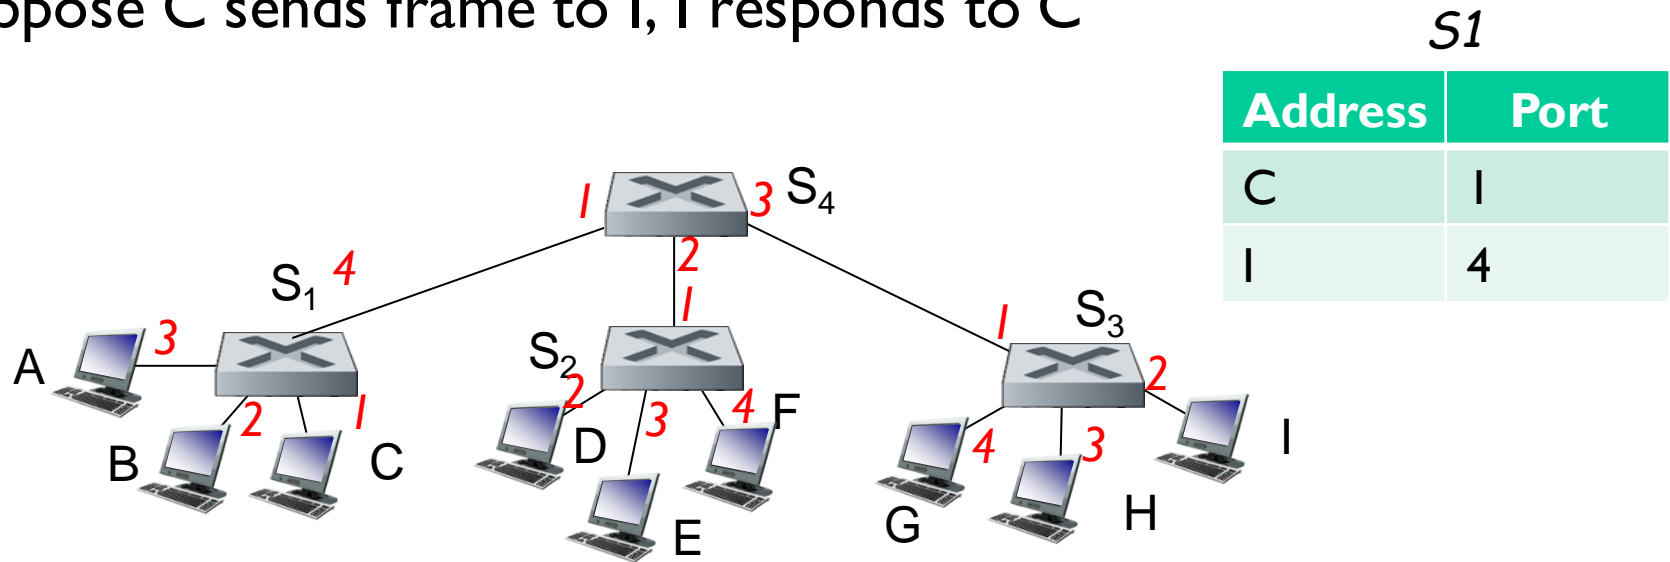 ppose C sends frame to I, I responds to C
S1
Address Port
C 1
I 4
1 3 S4
2
S1 4
1
1 S3
A 3
S2
2
2
2 1
3 4 F
B C
D
4 3 I
E
G H